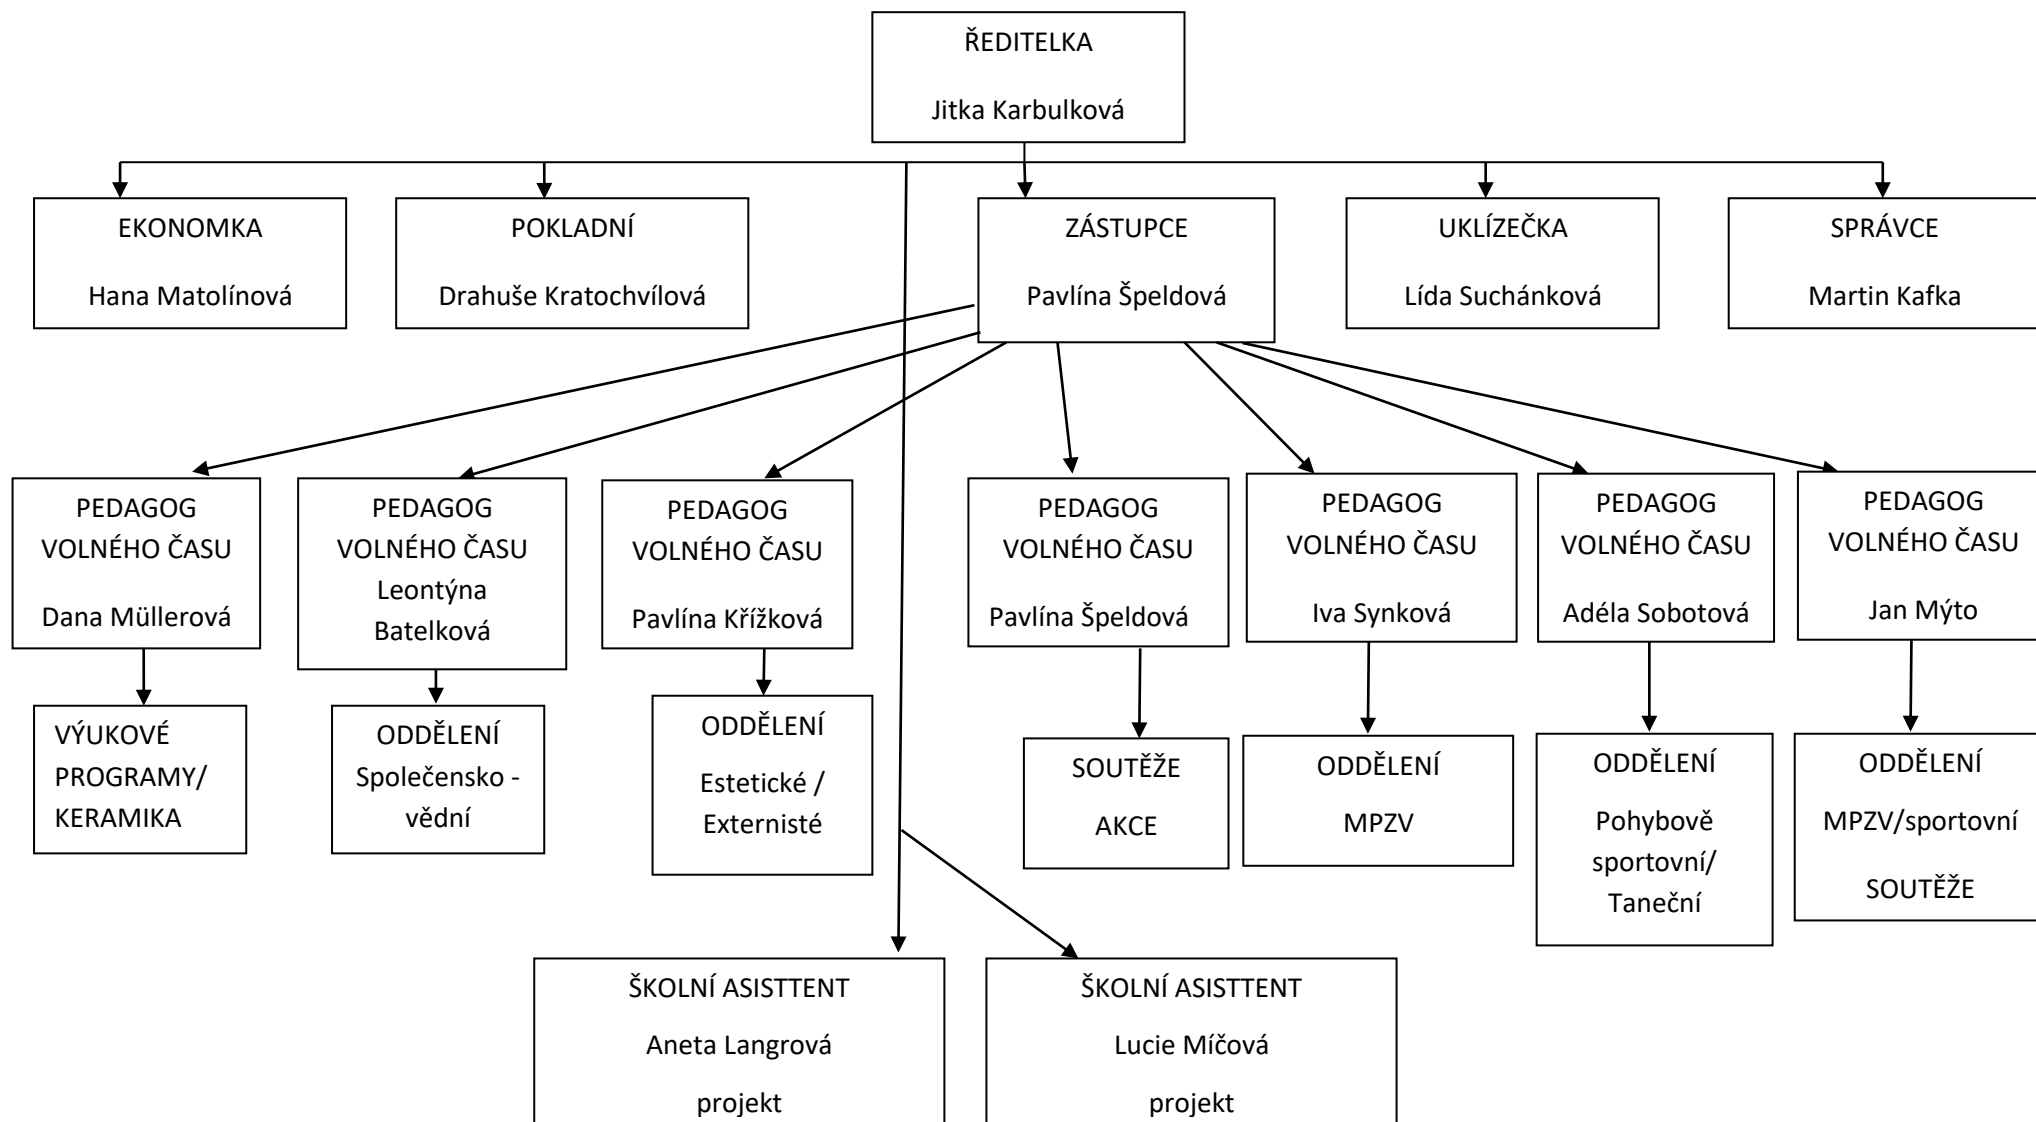 ŘEDITELKA
Jitka Karbulková
EKONOMKA
Hana Matolínová
POKLADNÍ
Drahuše Kratochvílová
ZÁSTUPCE
Pavlína Špeldová
UKLÍZEČKA
Lída Suchánková
SPRÁVCE
Martin Kafka
PEDAGOG
VOLNÉHO ČASU
Dana Müllerová
PEDAGOG
VOLNÉHO ČASU
Leontýna
Batelková
PEDAGOG
VOLNÉHO ČASU
Pavlína Křížková
PEDAGOG
VOLNÉHO ČASU
Pavlína Špeldová
PEDAGOG
VOLNÉHO ČASU
Iva Synková
PEDAGOG
VOLNÉHO ČASU
Adéla Sobotová
PEDAGOG
VOLNÉHO ČASU
Jan Mýto
VÝUKOVÉ
PROGRAMY/
KERAMIKA
ODDĚLENÍ
Společensko -
vědní
ODDĚLENÍ
Estetické /
Externisté
SOUTĚŽE
AKCE
ODDĚLENÍ
MPZV
ODDĚLENÍ
Pohybově
sportovní/
Taneční
ODDĚLENÍ
MPZV/sportovní
SOUTĚŽE
ŠKOLNÍ ASISTTENT
Aneta Langrová
projekt
ŠKOLNÍ ASISTTENT
Lucie Míčová
projekt